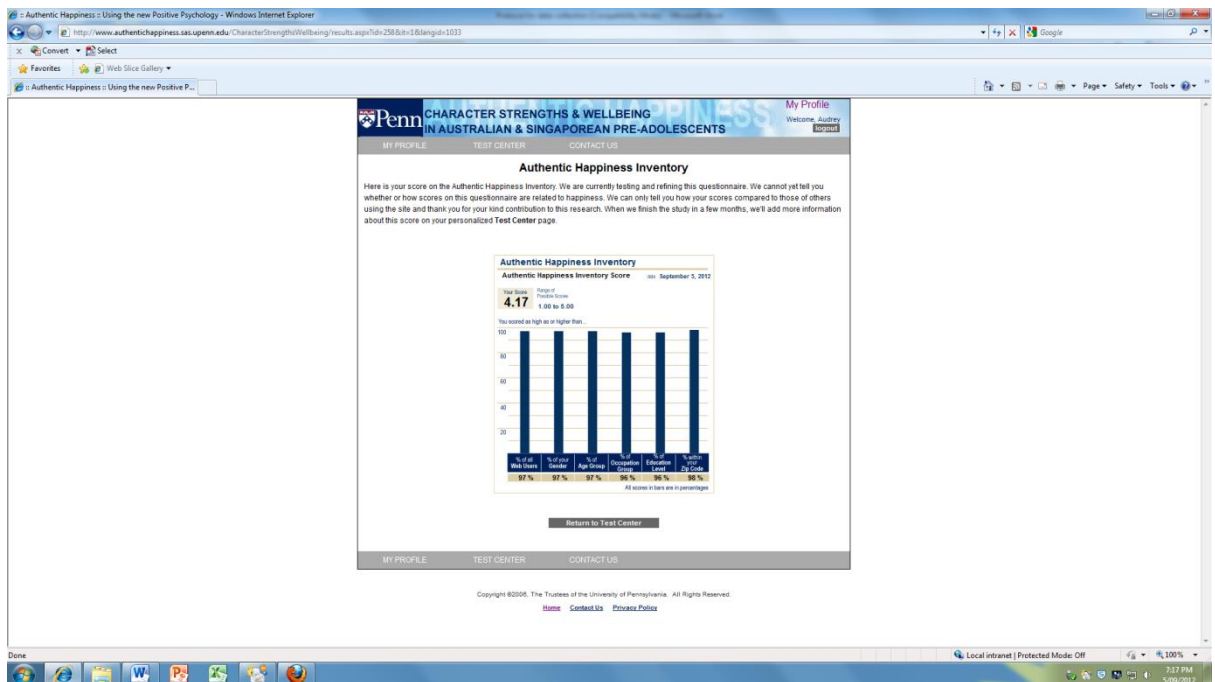 :: Authentic Happiness :: Using the new Positive Psychology - Windows Internet Explorer
http://www.authentichappiness.sas.upenn.edu/CharacterStrengthsWellbeing/results.aspx?id=258&it=1&langid=1033
Google
x Convert Select
Favorites Web Slice Gallery
:: Authentic Happiness :: Using the new Positive P...
Page Safety Tools
Penn
CHARACTER STRENGTHS & WELLBEING
IN AUSTRALIAN & SINGAPOREAN PRE-ADOLESCENTS
AUTHENTIC HAPPINESS
My Profile
Welcome, Audrey
logout
MY PROFILE TEST CENTER CONTACT US
Authentic Happiness Inventory
Here is your score on the Authentic Happiness Inventory. We are currently testing and refining this questionnaire. We cannot yet tell you
whether or how scores on this questionnaire are related to happiness. We can only tell you how your scores compared to those of others
using the site and thank you for your kind contribution to this research. When we finish the study in a few months, we'll add more information
about this score on your personalized Test Center page.
Authentic Happiness Inventory
Authentic Happiness Inventory Score
date September 5, 2012
Your Score
4.17
Range of
Possible Scores
1.00 to 5.00
You scored as high as or higher than...
100
80
60
40
20
% of all
Web Users
% of your
Gender
% of
Age Group
% of
Occupation
Group
% of
Education
Level
% within
your
Zip Code
97 % 97 % 97 % 96 % 96 % 98 %
All scores in bars are in percentages
Return to Test Center
MY PROFILE TEST CENTER CONTACT US
Copyright ©2006, The Trustees of the University of Pennsylvania. All Rights Reserved.
Home Contact Us Privacy Policy
Done
Local intranet | Protected Mode: Off
100%
7:17 PM
5/09/2012